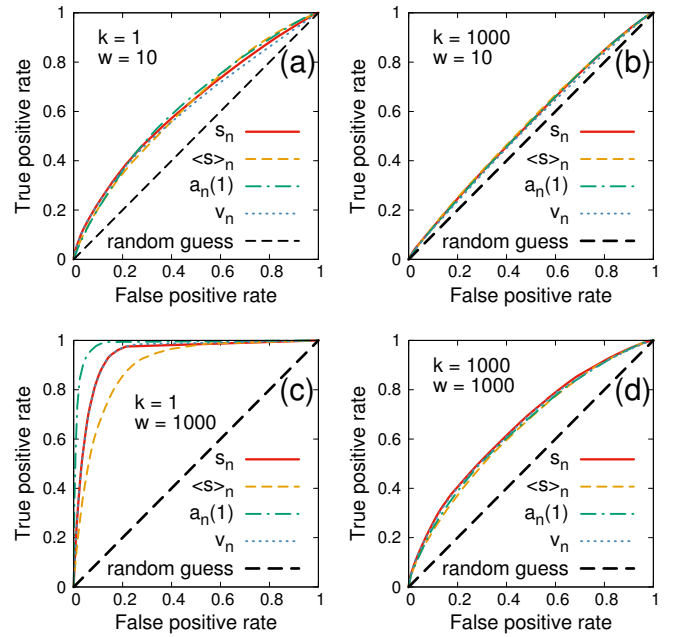 1
0.8
0.6
0.4
0.2
0
0 0.2 0.4 0.6 0.8 1
True positive rate
False positive rate
k = 1
w = 10
(a)
s_n
<s>_n
a_n(1)
v_n
random guess
1
0.8
0.6
0.4
0.2
0
0 0.2 0.4 0.6 0.8 1
True positive rate
False positive rate
k = 1000
w = 10
(b)
s_n
<s>_n
a_n(1)
v_n
random guess
1
0.8
0.6
0.4
0.2
0
0 0.2 0.4 0.6 0.8 1
True positive rate
False positive rate
k = 1
w = 1000
(c)
s_n
<s>_n
a_n(1)
v_n
random guess
1
0.8
0.6
0.4
0.2
0
0 0.2 0.4 0.6 0.8 1
True positive rate
False positive rate
k = 1000
w = 1000
(d)
s_n
<s>_n
a_n(1)
v_n
random guess